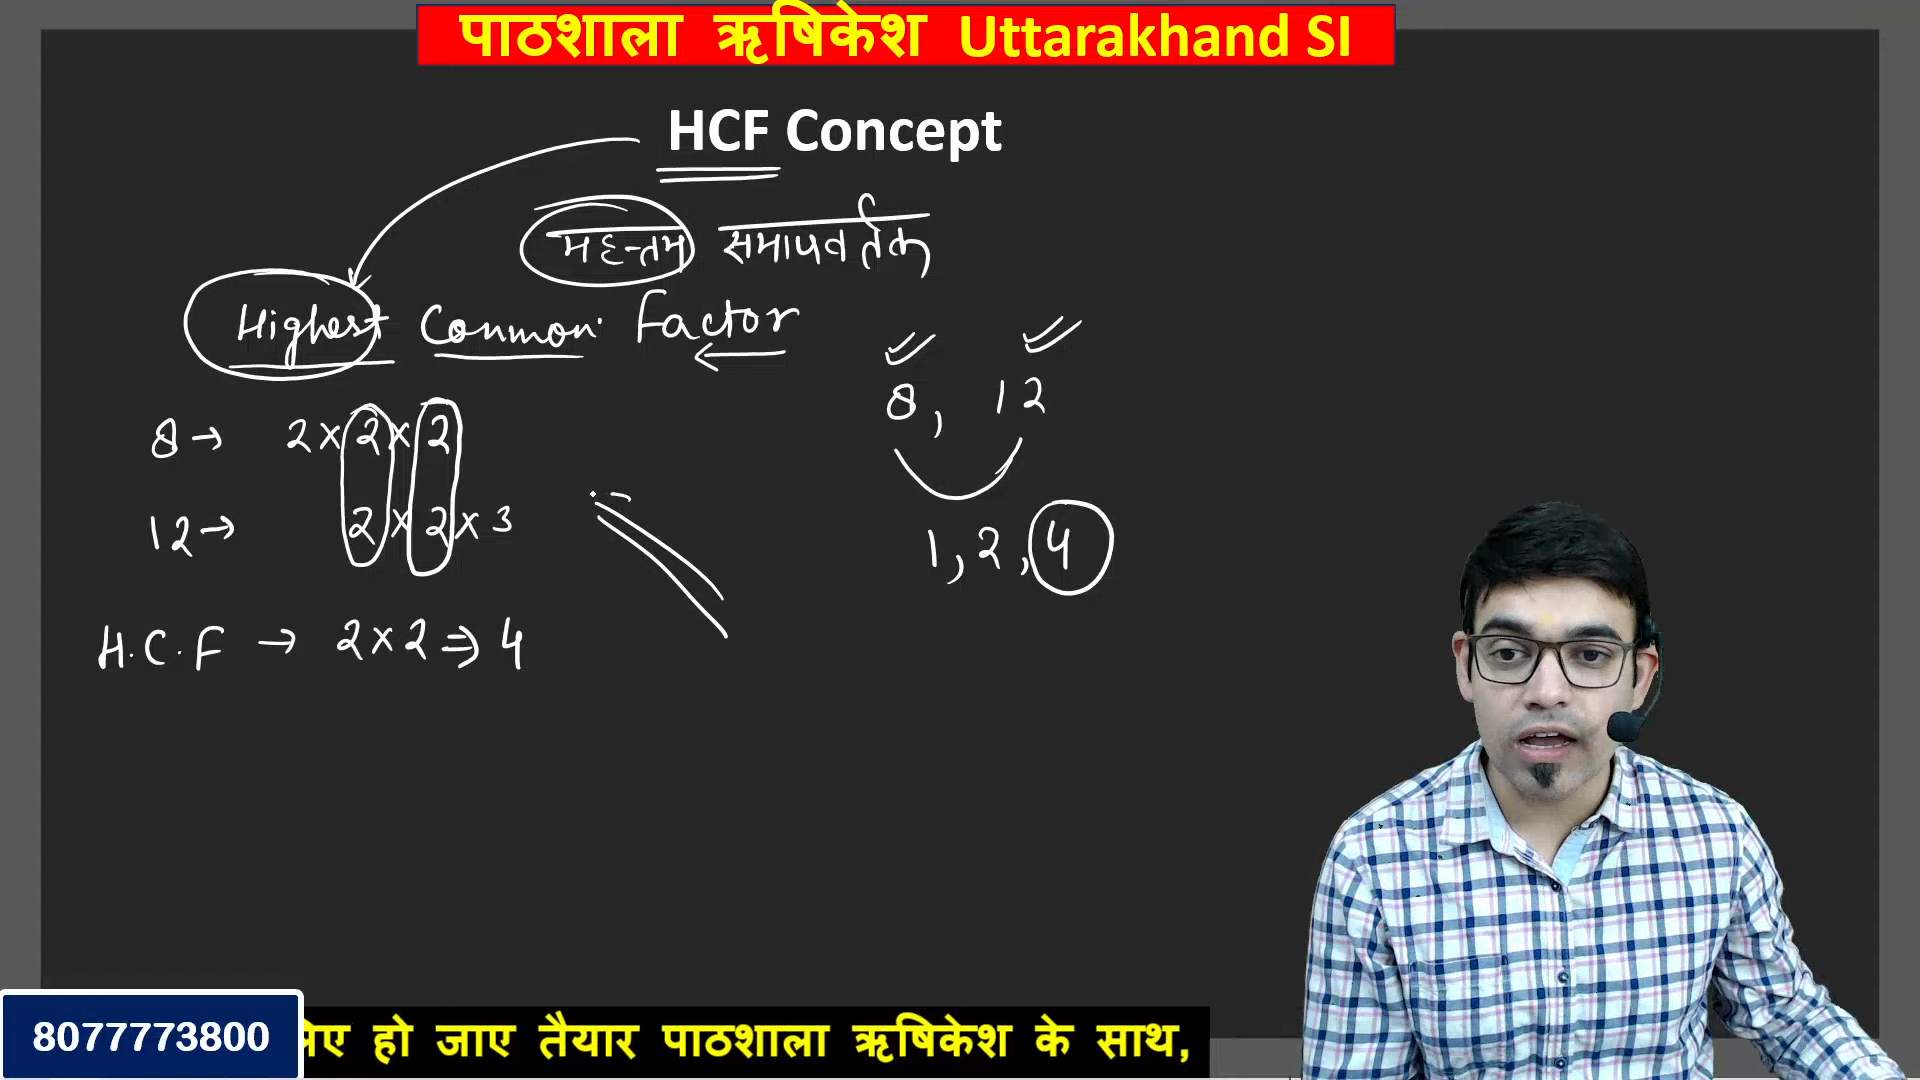 पाठशाला ऋषिकेश Uttarakhand SI
HCF Concept
महत्तम समापवर्तक
Highest Common Factor
8, 12
1, 2, 4
8 → 2×2×2
12 → 2×2×3
H.C.F → 2×2 ⇒ 4
8077773800
हो जाए तैयार पाठशाला ऋषिकेश के साथ,